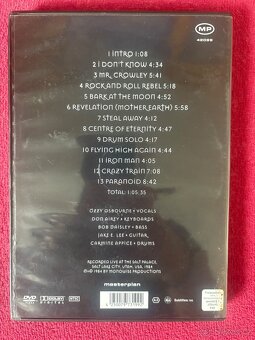 MP
42085
1 INTRO 1:08
2 I DON'T KNOW 4:34
3 MR. CROWLEY 5:41
4 ROCK AND ROLL REBEL 5:18
5 BARK AT THE MOON 4:52
6 REVELATION (MOTHER EARTH) 5:58
7 STEAL AWAY 4:12
8 CENTRE OF ETERNITY 4:47
9 DRUM SOLO 4:17
10 FLYING HIGH AGAIN 4:44
11 IRON MAN 4:05
12 CRAZY TRAIN 7:08
13 PARANOID 8:42
TOTAL: 1:05:35
OZZY OSBOURNE • VOCALS
DON AIREY • KEYBOARDS
BOB DAISLEY • BASS
JAKE E. LEE • GUITAR
CARMINE APPICE • DRUMS
RECORDED LIVE AT THE SALT PALACE,
SALT LAKE CITY, UTAH, USA, 1984
masterplan
DVD
DOLBY
DIGITAL
NTSC